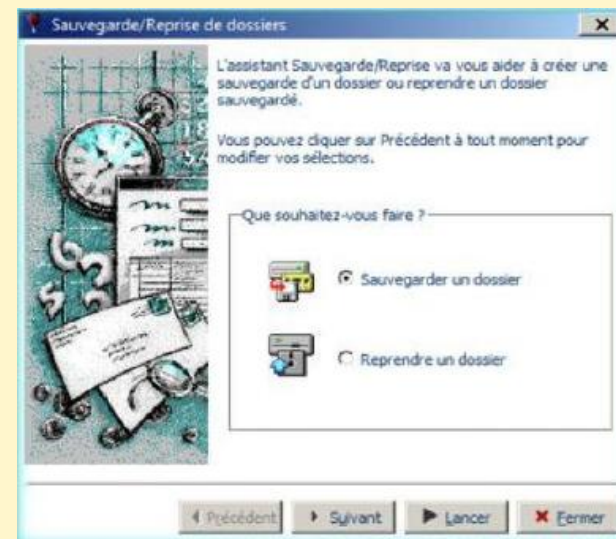 Sauvegarde/Reprise de dossiers
L'assistant Sauvegarde/Reprise va vous aider à créer une
sauvegarde d'un dossier ou reprendre un dossier
sauvegardé.
Vous pouvez cliquer sur Précédent à tout moment pour
modifier vos sélections.
Que souhaitez-vous faire ?
Sauvegarder un dossier
Reprendre un dossier
Précédent
Suivant
Lancer
Fermer